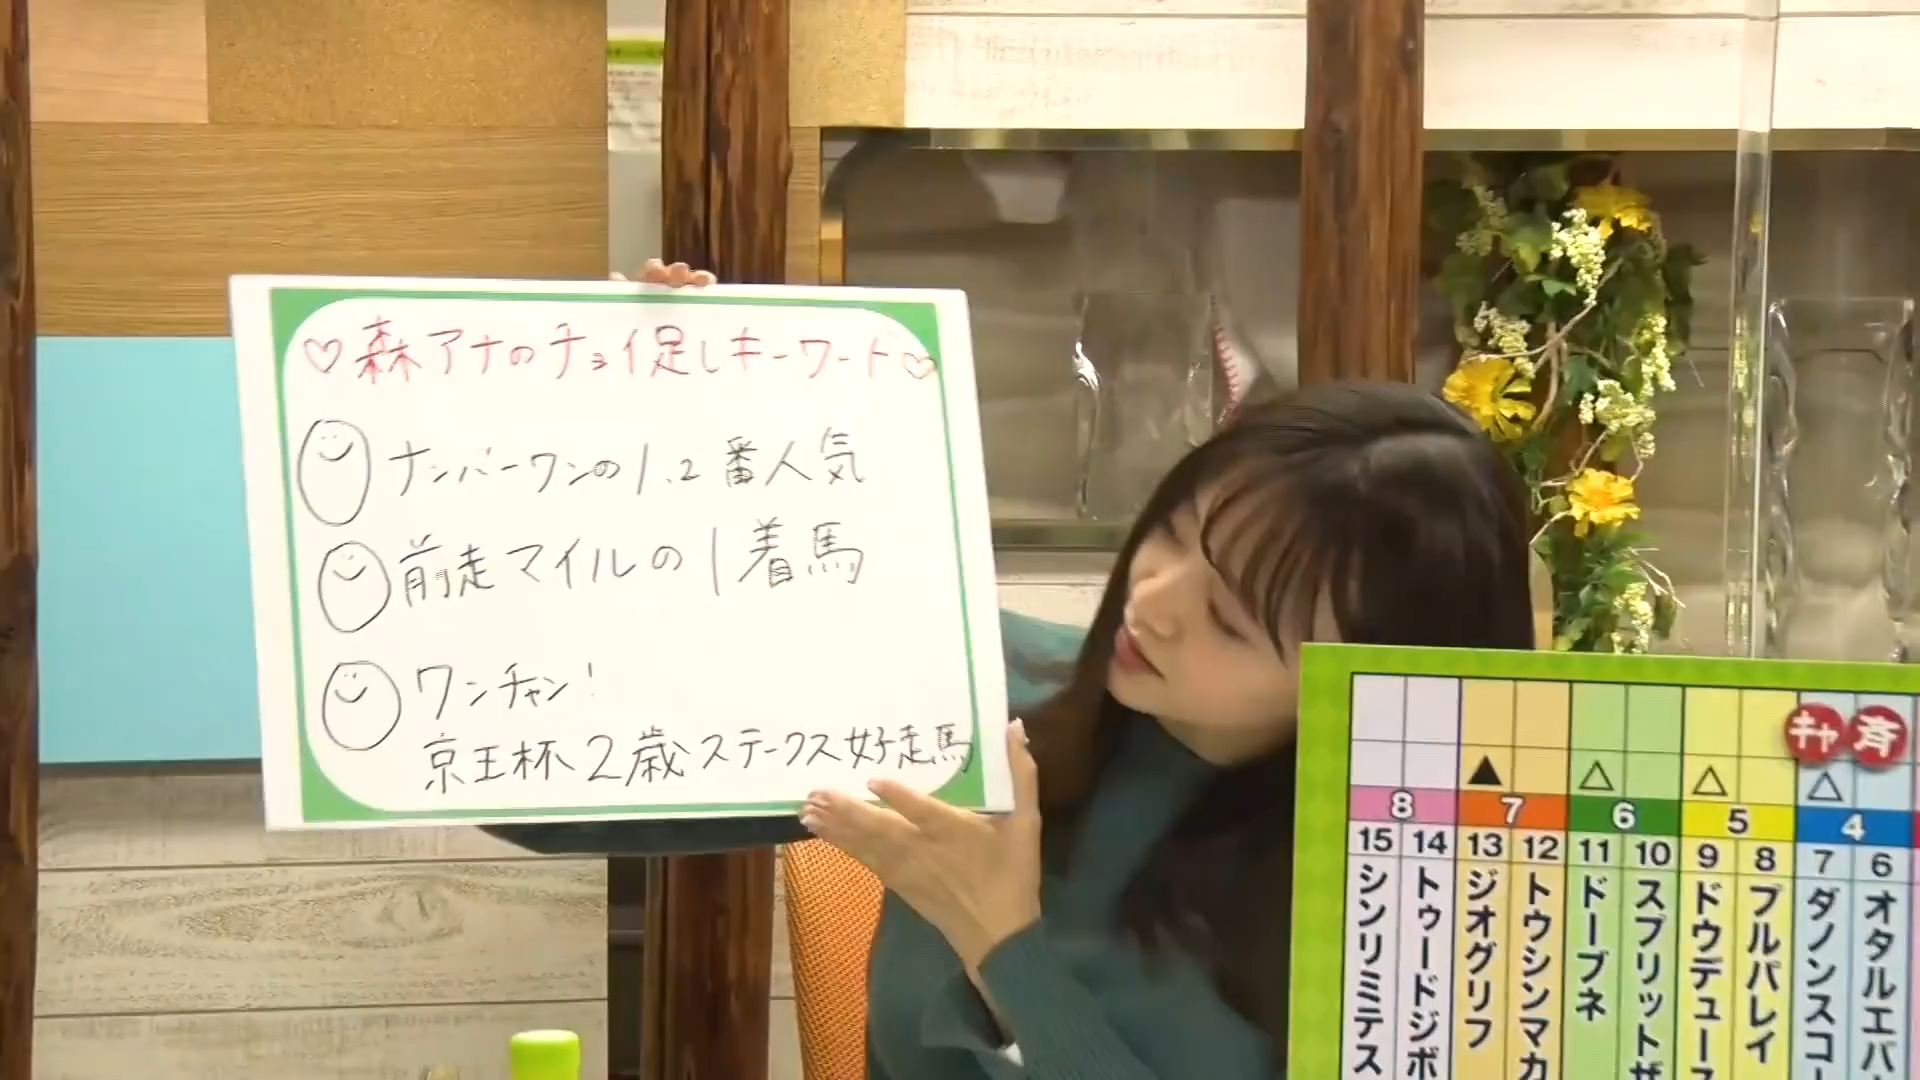 ♡森アナのチョイ足しキーワード♡
ナンバーワンの1.2番人気
前走マイルの1着馬
ワンチャン!
京王杯2歳ステークス好走馬
キャ 斉
▲ △ △ △
8 7 6 5 4
15 14 13 12 11 10 9 8 7 6
シンリミテス
トゥードジボ
ジオグリフ
トウシンマカ
ドーブネ
スプリットザ
ドウデュース
プルパレイ
ダノンスコー
オタルエバ